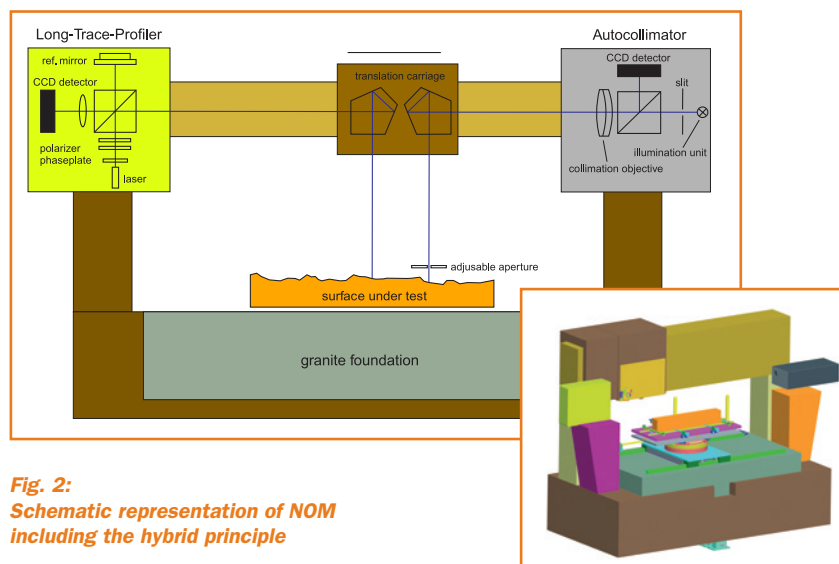 Long-Trace-Profiler
Autocollimator
ref. mirror
CCD detector
polarizer
phaseplate
laser
translation carriage
CCD detector
slit
illumination unit
collimation objective
adjusable aperture
surface under test
granite foundation
Fig. 2:
Schematic representation of NOM
including the hybrid principle